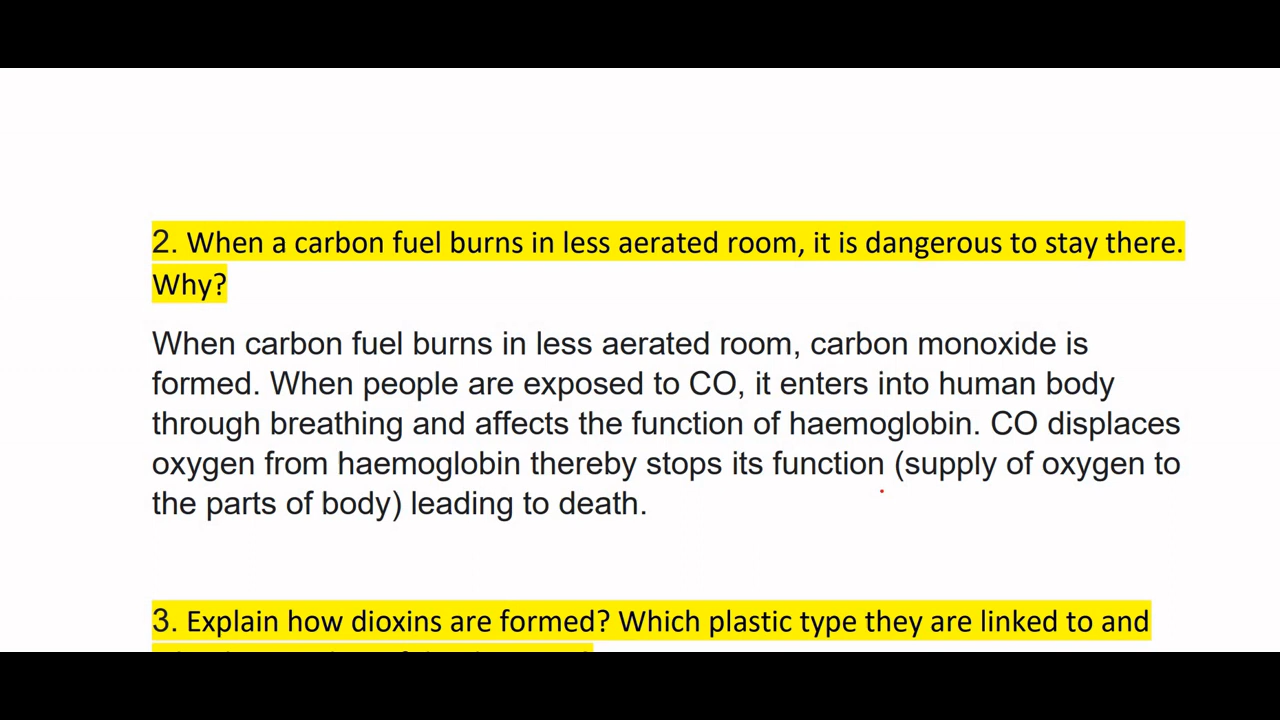 2. When a carbon fuel burns in less aerated room, it is dangerous to stay there.
Why?
When carbon fuel burns in less aerated room, carbon monoxide is
formed. When people are exposed to CO, it enters into human body
through breathing and affects the function of haemoglobin. CO displaces
oxygen from haemoglobin thereby stops its function (supply of oxygen to
the parts of body) leading to death.
3. Explain how dioxins are formed? Which plastic type they are linked to and